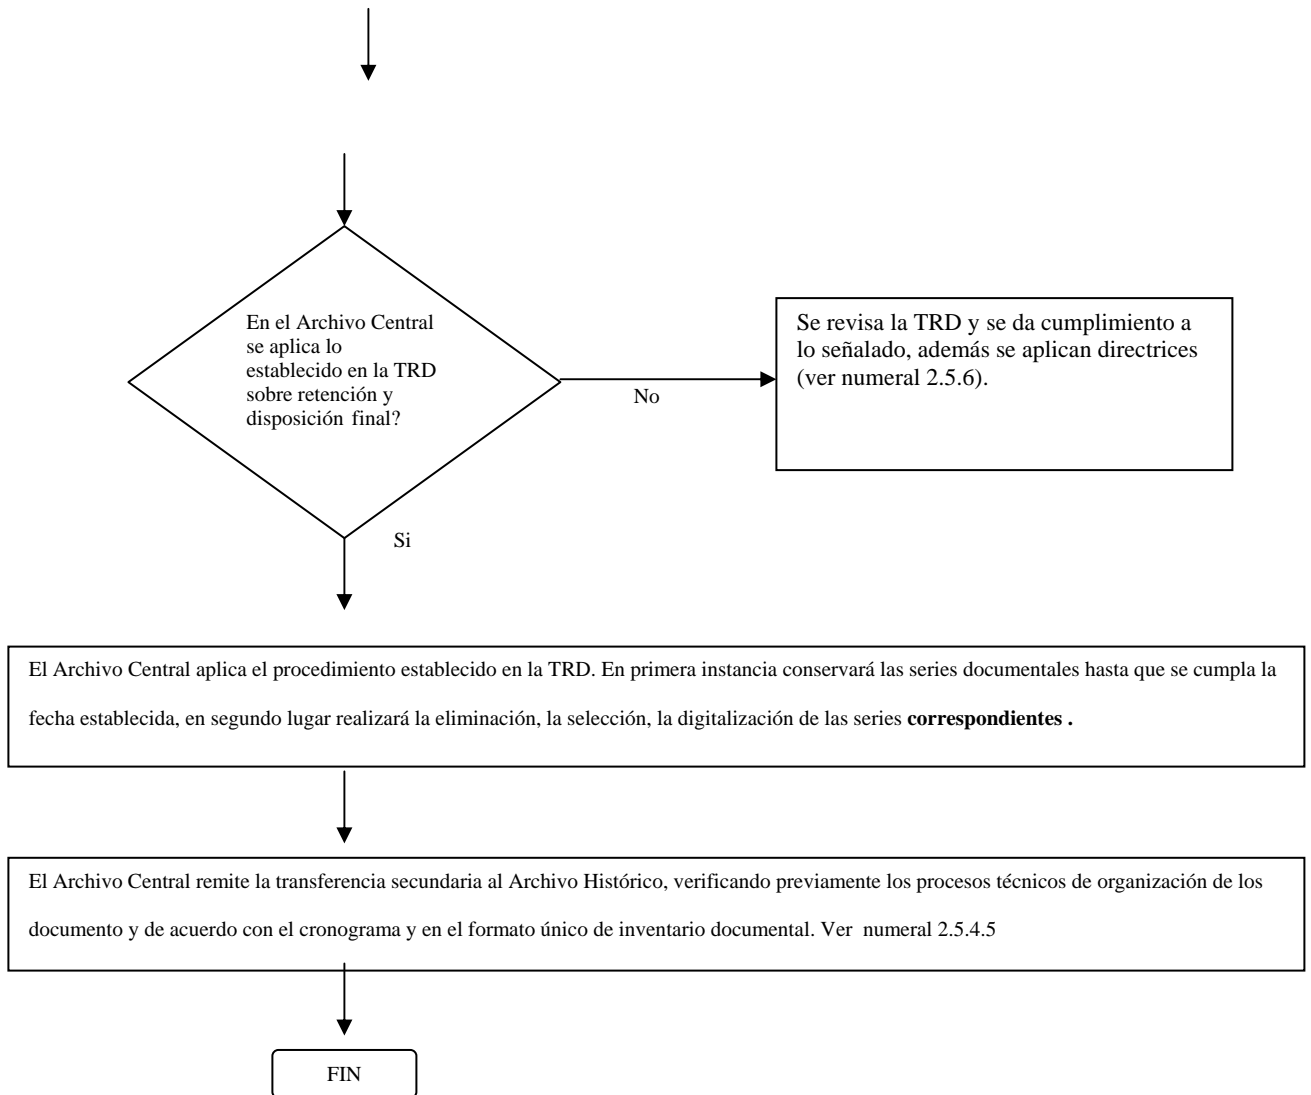 En el Archivo Central
se aplica lo
establecido en la TRD
sobre retención y
disposición final?
No
Se revisa la TRD y se da cumplimiento a
lo señalado, además se aplican directrices
(ver numeral 2.5.6).
Si
El Archivo Central aplica el procedimiento establecido en la TRD. En primera instancia conservará las series documentales hasta que se cumpla la
fecha establecida, en segundo lugar realizará la eliminación, la selección, la digitalización de las series correspondientes .
El Archivo Central remite la transferencia secundaria al Archivo Histórico, verificando previamente los procesos técnicos de organización de los
documento y de acuerdo con el cronograma y en el formato único de inventario documental. Ver numeral 2.5.4.5
FIN